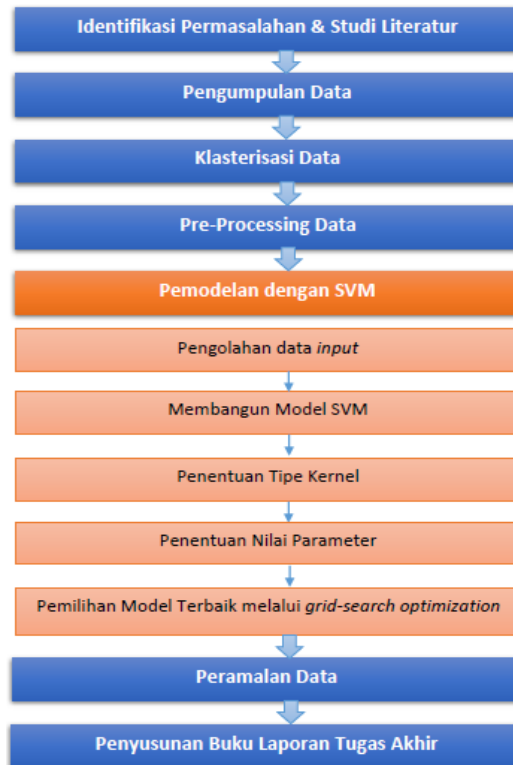 Identifikasi Permasalahan & Studi Literatur
Pengumpulan Data
Klasterisasi Data
Pre-Processing Data
Pemodelan dengan SVM
Pengolahan data input
Membangun Model SVM
Penentuan Tipe Kernel
Penentuan Nilai Parameter
Pemilihan Model Terbaik melalui grid-search optimization
Peramalan Data
Penyusunan Buku Laporan Tugas Akhir